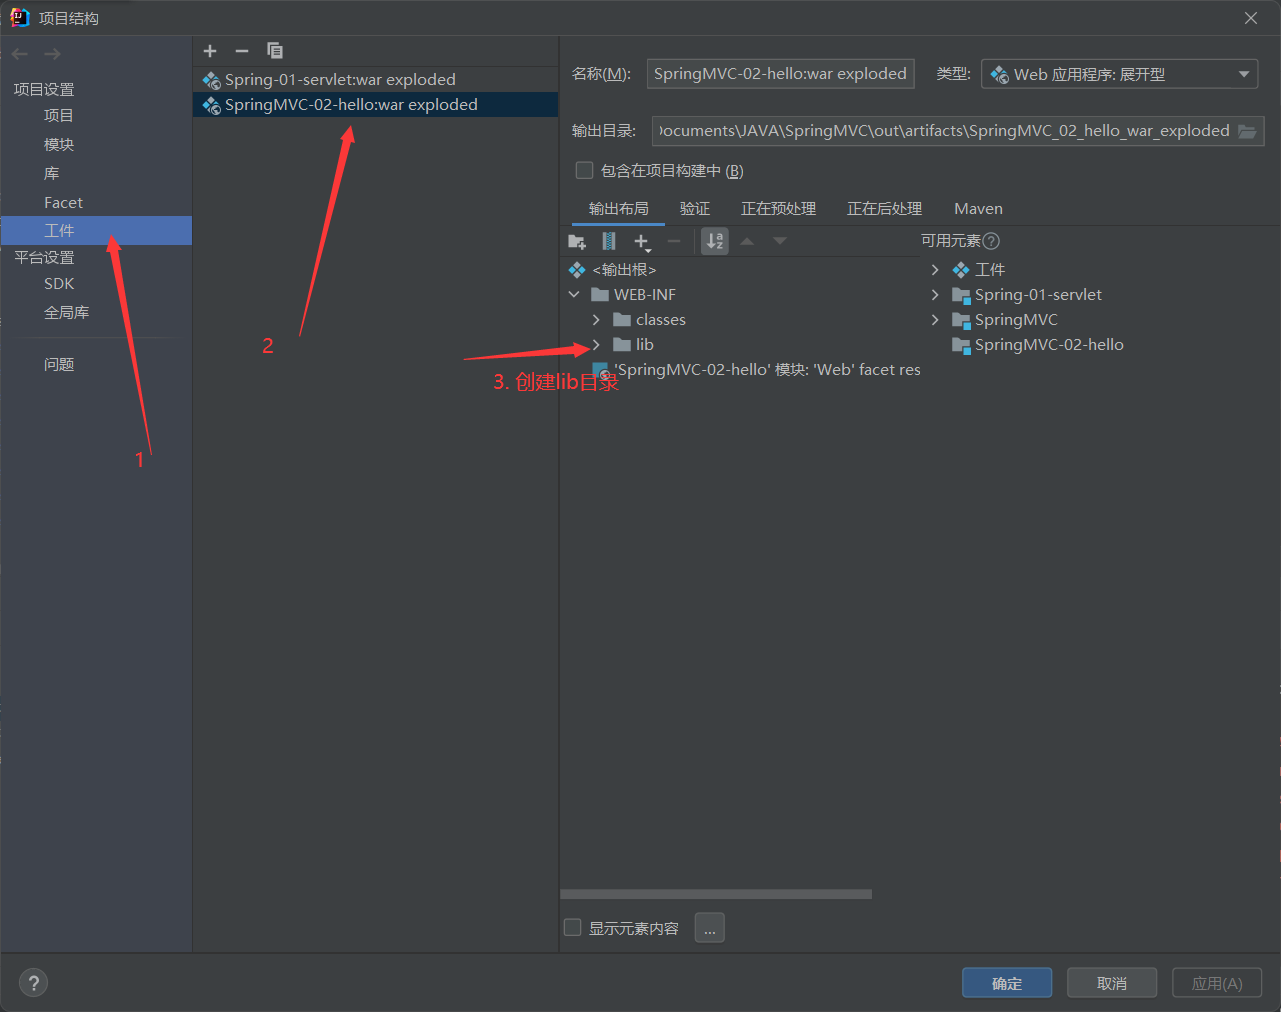 项目结构
项目设置
项目
模块
库
Facet
工件
平台设置
SDK
全局库
问题
1
Spring-01-servlet:war exploded
SpringMVC-02-hello:war exploded
2
名称(M): SpringMVC-02-hello:war exploded 类型: Web 应用程序: 展开型
输出目录: ocuments\JAVA\SpringMVC\out\artifacts\SpringMVC_02_hello_war_exploded
包含在项目构建中 (B)
输出布局 验证 正在预处理 正在后处理 Maven
可用元素
<输出根>
WEB-INF
classes
lib
'SpringMVC-02-hello' 模块: 'Web' facet res
3. 创建lib目录
工件
Spring-01-servlet
SpringMVC
SpringMVC-02-hello
显示元素内容 ...
? 确定 取消 应用(A)